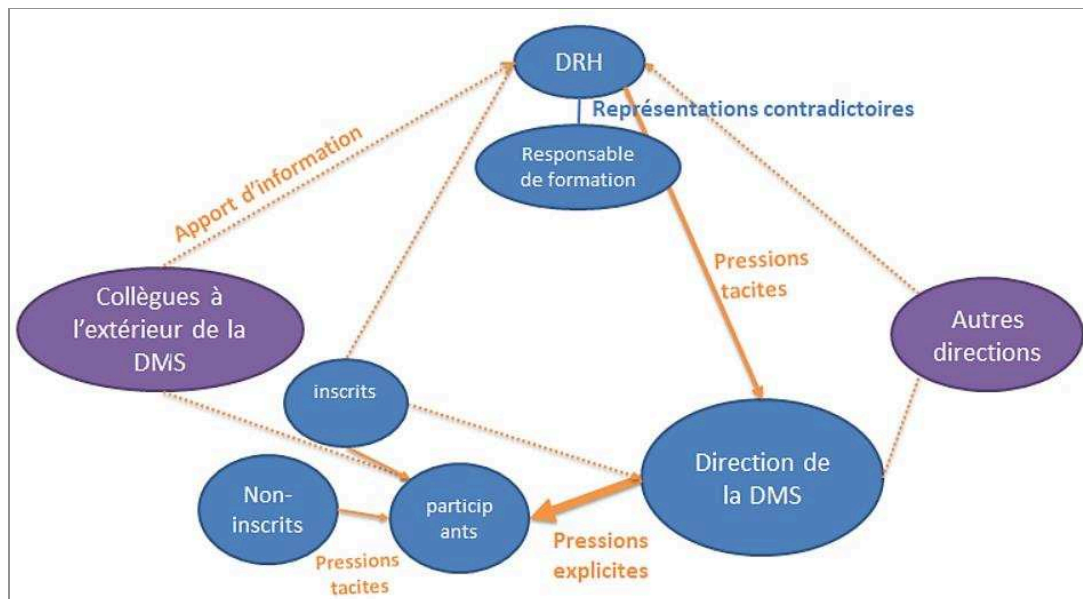 DRH
Représentations contradictoires
Responsable
de formation
Apport d’information
Pressions
tacites
Collègues à
l’extérieur de la
DMS
Autres
directions
inscrits
Direction de
la DMS
Non-
inscrits
particip
ants
Pressions
explicites
Pressions
tacites